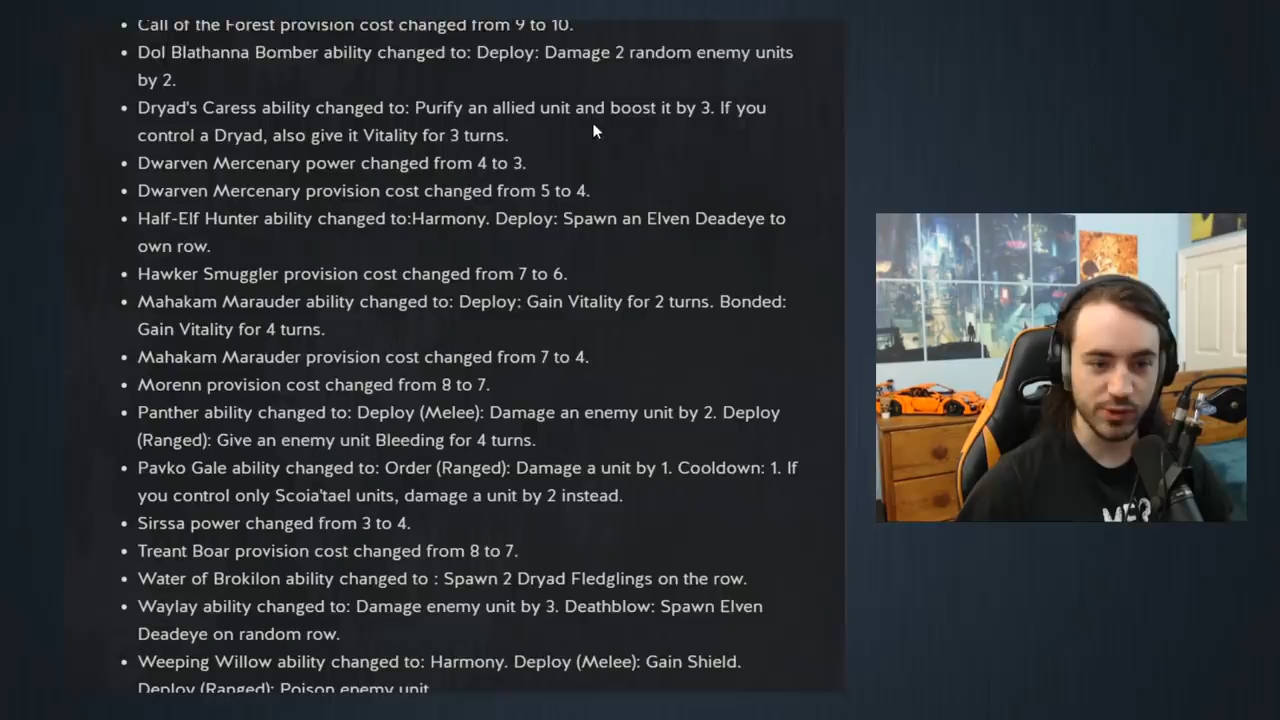 Call of the Forest provision cost changed from 9 to 10.
Dol Blathanna Bomber ability changed to: Deploy: Damage 2 random enemy units
by 2.
Dryad's Caress ability changed to: Purify an allied unit and boost it by 3. If you
control a Dryad, also give it Vitality for 3 turns.
Dwarven Mercenary power changed from 4 to 3.
Dwarven Mercenary provision cost changed from 5 to 4.
Half-Elf Hunter ability changed to:Harmony. Deploy: Spawn an Elven Deadeye to
own row.
Hawker Smuggler provision cost changed from 7 to 6.
Mahakam Marauder ability changed to: Deploy: Gain Vitality for 2 turns. Bonded:
Gain Vitality for 4 turns.
Mahakam Marauder provision cost changed from 7 to 4.
Morenn provision cost changed from 8 to 7.
Panther ability changed to: Deploy (Melee): Damage an enemy unit by 2. Deploy
(Ranged): Give an enemy unit Bleeding for 4 turns.
Pavko Gale ability changed to: Order (Ranged): Damage a unit by 1. Cooldown: 1. If
you control only Scoia'tael units, damage a unit by 2 instead.
Sirssa power changed from 3 to 4.
Treant Boar provision cost changed from 8 to 7.
Water of Brokilon ability changed to : Spawn 2 Dryad Fledglings on the row.
Waylay ability changed to: Damage enemy unit by 3. Deathblow: Spawn Elven
Deadeye on random row.
Weeping Willow ability changed to: Harmony. Deploy (Melee): Gain Shield.
Deploy (Ranged): Poison enemy unit